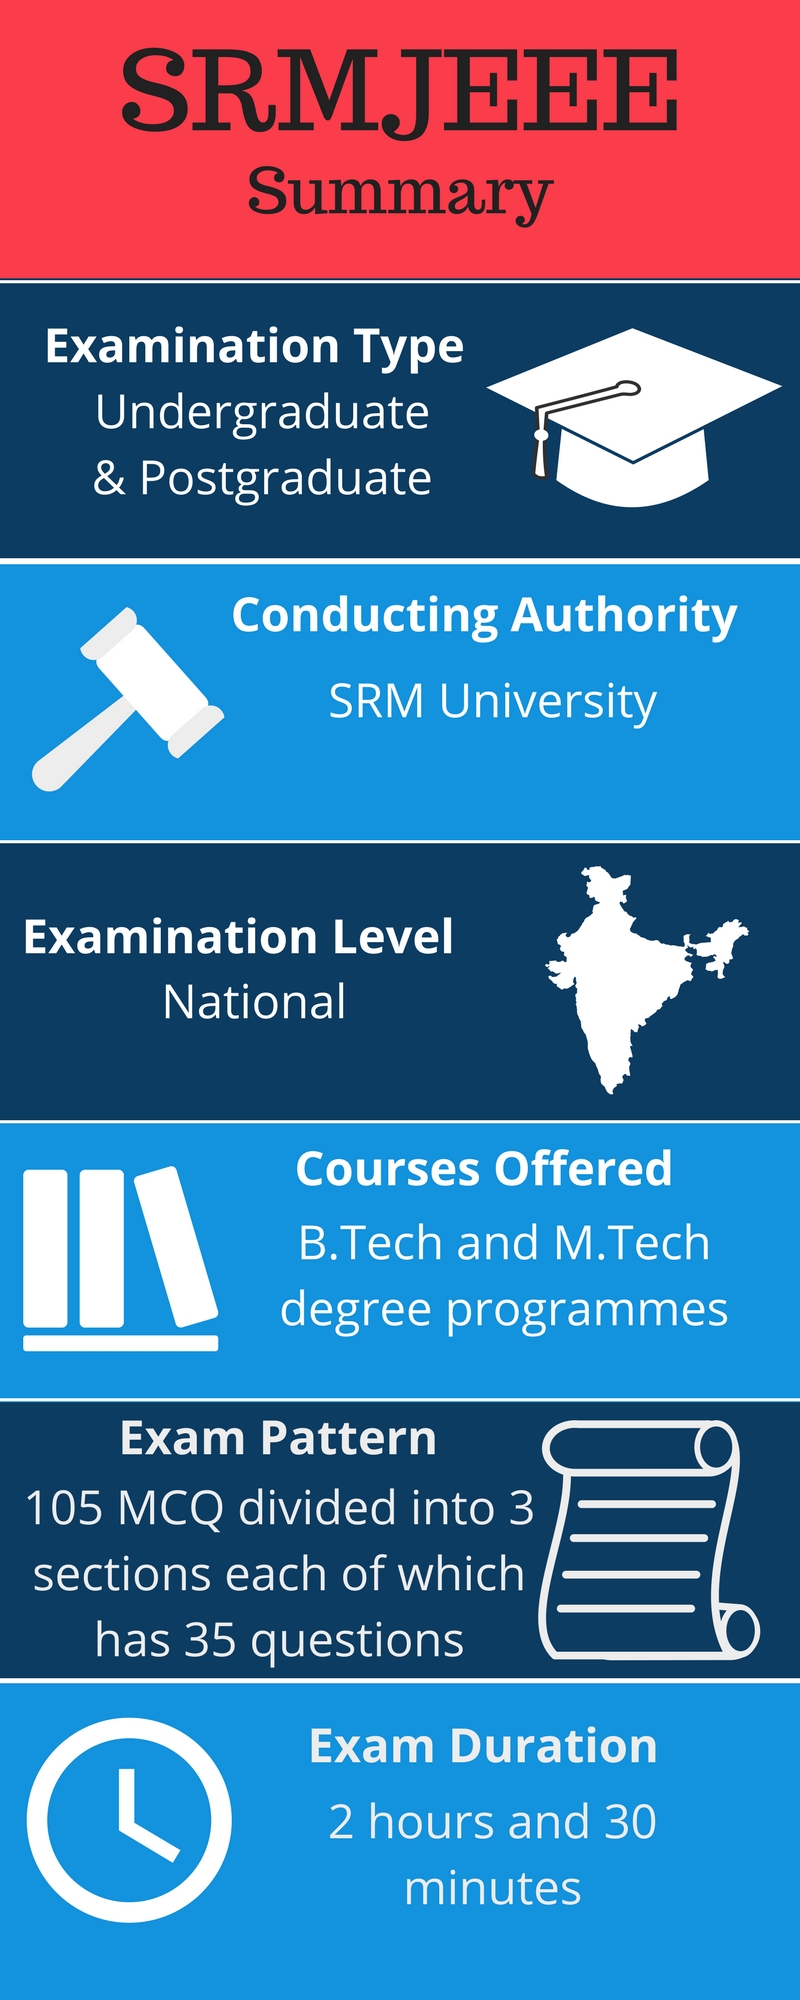 SRMJEEE
Summary
Examination Type
Undergraduate
& Postgraduate
Conducting Authority
SRM University
Examination Level
National
Courses Offered
B.Tech and M.Tech
degree programmes
Exam Pattern
105 MCQ divided into 3
sections each of which
has 35 questions
Exam Duration
2 hours and 30
minutes